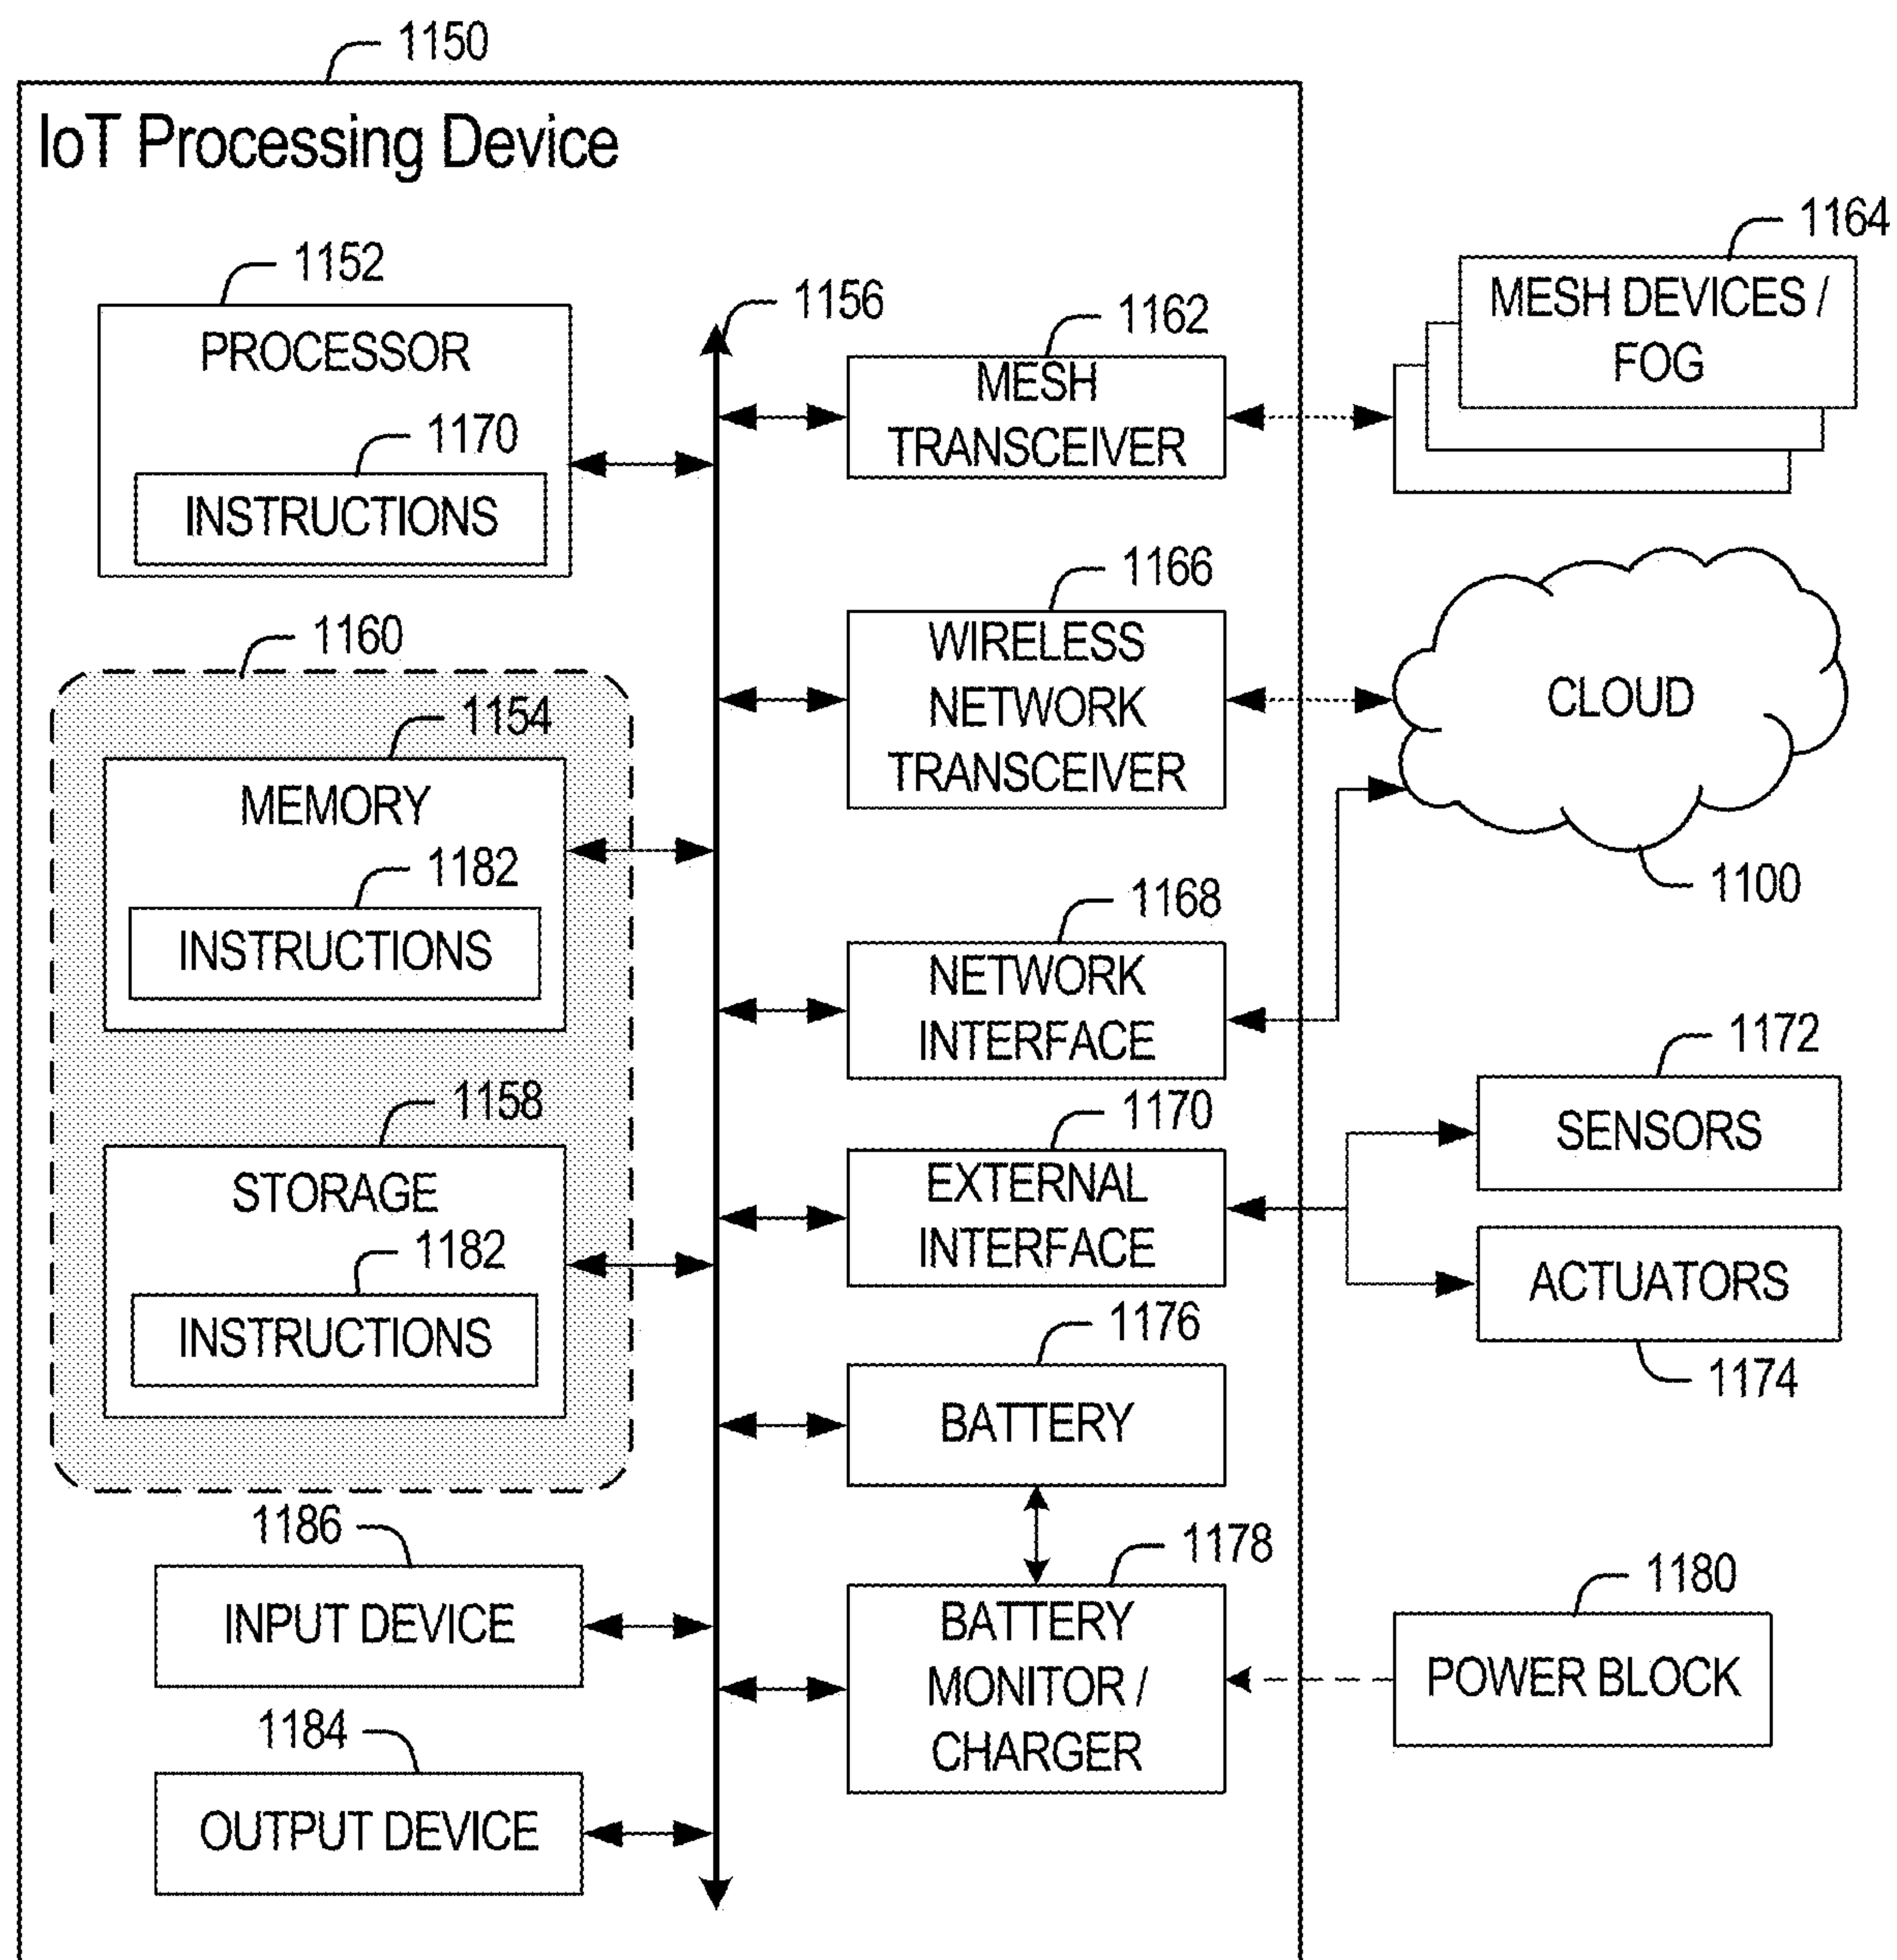 1150
IoT Processing Device
1152
PROCESSOR
1170
INSTRUCTIONS
1160
1154
MEMORY
1182
INSTRUCTIONS
1158
STORAGE
1182
INSTRUCTIONS
1186
INPUT DEVICE
1184
OUTPUT DEVICE
1156
1162
MESH
TRANSCEIVER
1166
WIRELESS
NETWORK
TRANSCEIVER
1168
NETWORK
INTERFACE
1170
EXTERNAL
INTERFACE
1176
BATTERY
1178
BATTERY
MONITOR /
CHARGER
1164
MESH DEVICES /
FOG
CLOUD
1100
1172
SENSORS
ACTUATORS
1174
1180
POWER BLOCK